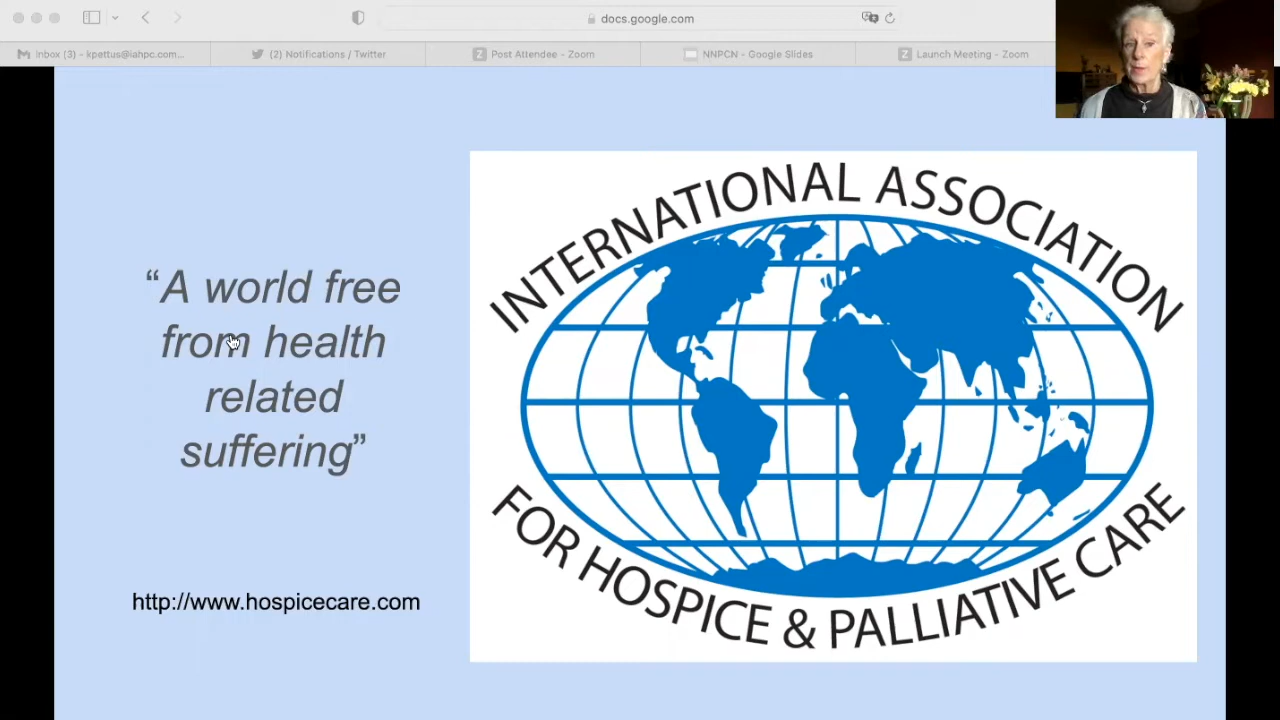 docs.google.com
Inbox (3) - kpettus@iahpc.com...
(2) Notifications / Twitter
Post Attendee - Zoom
NNPCN - Google Slides
Launch Meeting - Zoom
INTERNATIONAL ASSOCIATION
“A world free
from health
related
suffering”
FOR HOSPICE & PALLIATIVE CARE
http://www.hospicecare.com